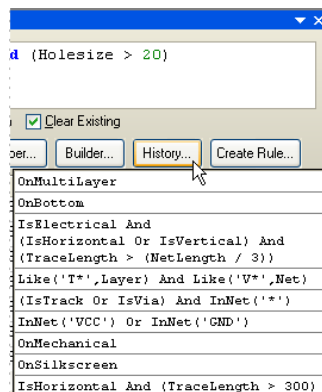 d (Holesize > 20)
Clear Existing
per... Builder... History... Create Rule...
OnMultiLayer
OnBottom
IsElectrical And
(IsHorizontal Or IsVertical) And
(TraceLength > (NetLength / 3))
Like('T*',Layer) And Like('V*',Net)
(IsTrack Or IsVia) And InNet('*')
InNet('VCC') Or InNet('GND')
OnMechanical
OnSilkscreen
IsHorizontal And (TraceLength > 300)